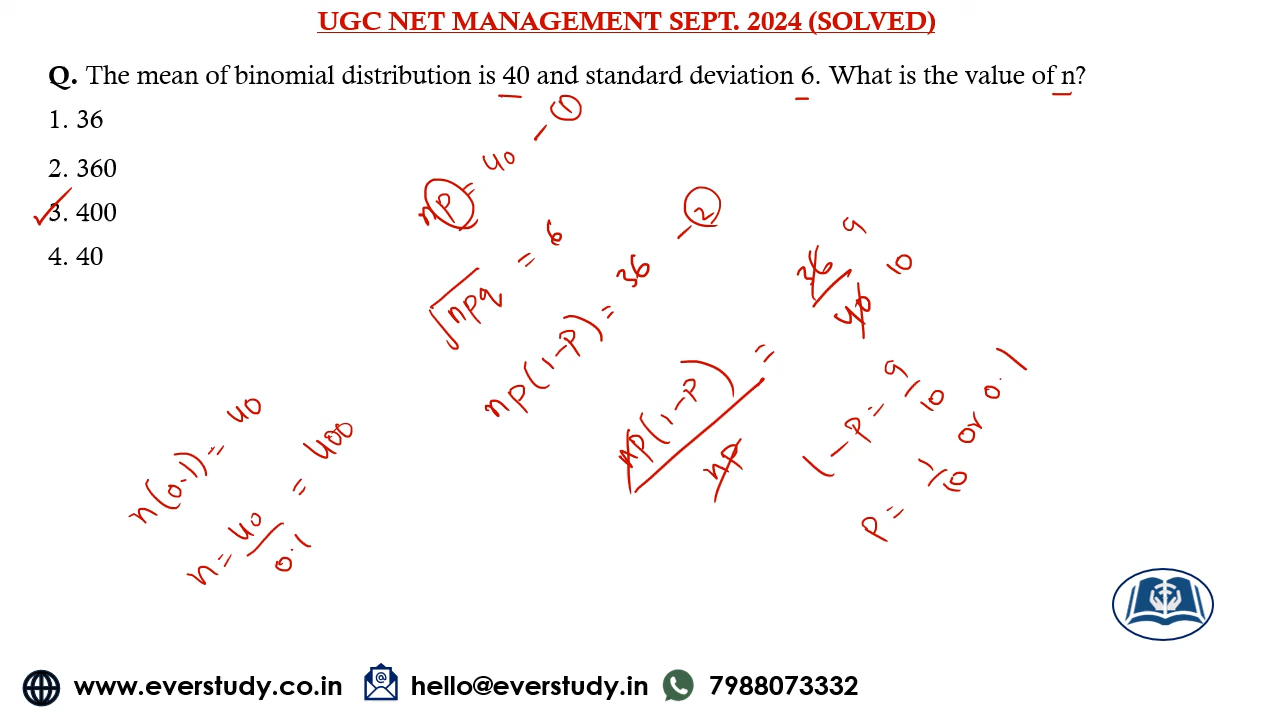 UGC NET MANAGEMENT SEPT. 2024 (SOLVED)
Q. The mean of binomial distribution is 40 and standard deviation 6. What is the value of n?
1. 36
2. 360
3. 400
4. 40
np = 40 - ①
√npq = 6
np(1-p) = 36 - ②
np(1-p)/np = 36/40 9 10
1-p = 9/10
p = 1/10 or 0.1
n(0.1) = 40
n = 40/0.1 = 400
www.everstudy.co.in hello@everstudy.in 7988073332